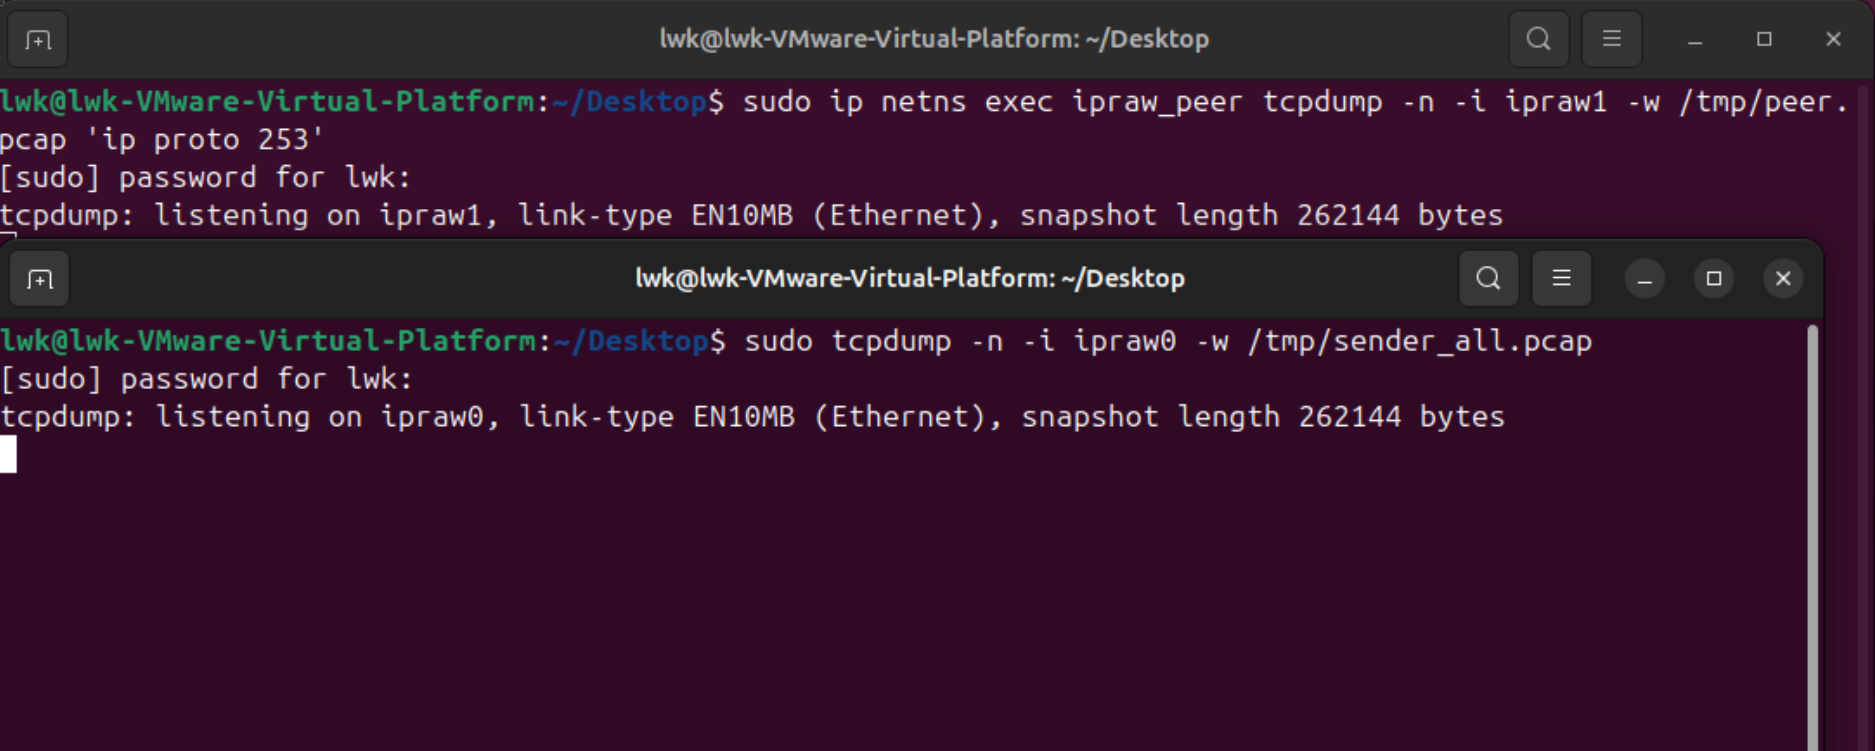 lwk@lwk-VMware-Virtual-Platform: ~/Desktop
lwk@lwk-VMware-Virtual-Platform:~/Desktop$ sudo ip netns exec ipraw_peer tcpdump -n -i ipraw1 -w /tmp/peer.
pcap 'ip proto 253'
[sudo] password for lwk:
tcpdump: listening on ipraw1, link-type EN10MB (Ethernet), snapshot length 262144 bytes
lwk@lwk-VMware-Virtual-Platform: ~/Desktop
lwk@lwk-VMware-Virtual-Platform:~/Desktop$ sudo tcpdump -n -i ipraw0 -w /tmp/sender_all.pcap
[sudo] password for lwk:
tcpdump: listening on ipraw0, link-type EN10MB (Ethernet), snapshot length 262144 bytes